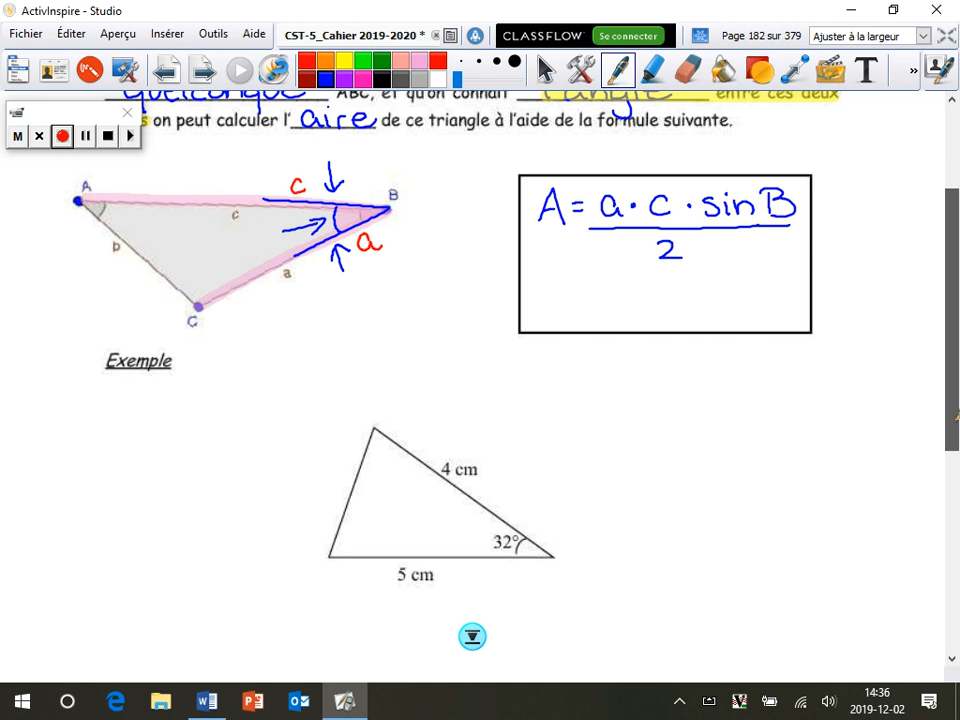 ActivInspire - Studio
Fichier Éditer Aperçu Insérer Outils Aide CST-5_Cahier 2019-2020 * CLASSFLOW Se connecter Page 182 sur 379 Ajuster à la largeur
T »
quelconque ABC, et qu'on connaît l'angle entre ces deux
s on peut calculer l'aire de ce triangle à l'aide de la formule suivante.
M
A c B
c
b a
a
C
A = a · c · sin B
2
Exemple
4 cm
32°
5 cm
14:36
2019-12-02